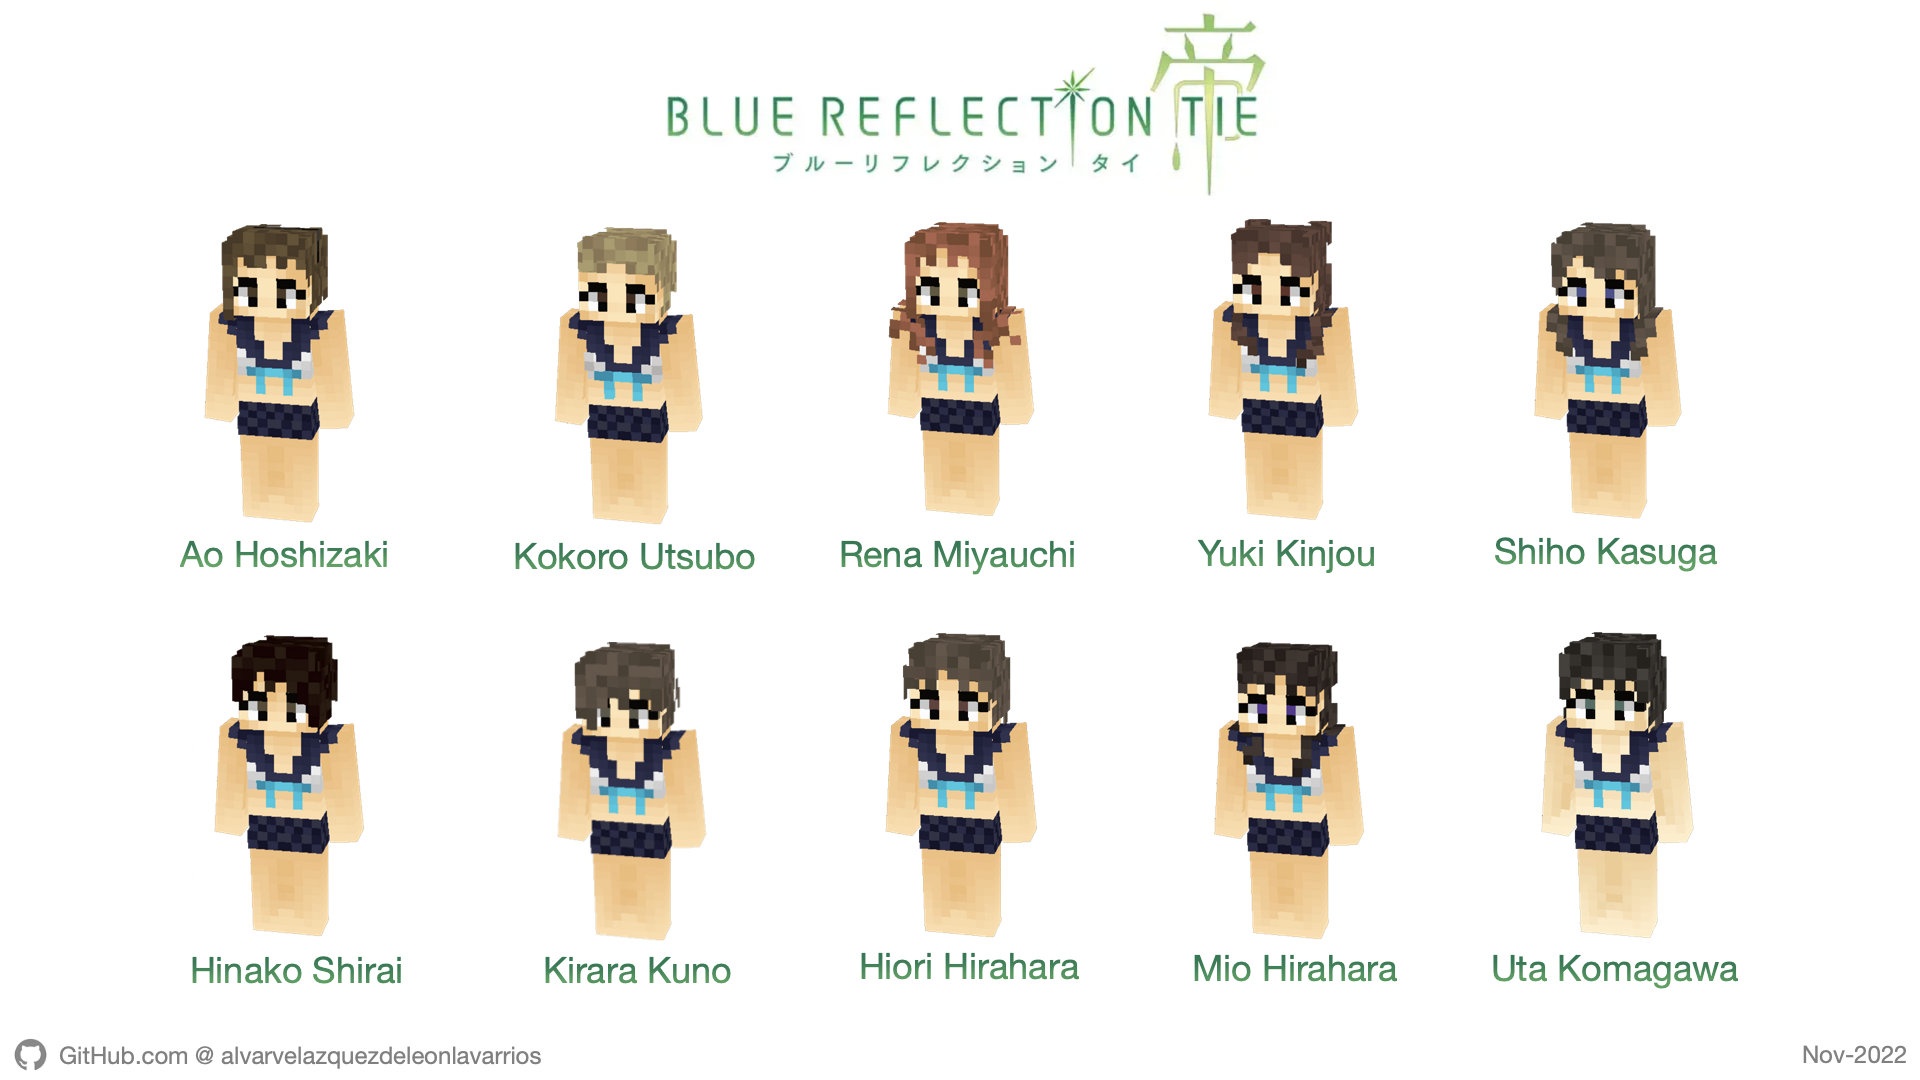 BLUE REFLECTION TIE
帝
ブルーリフレクション タイ
Ao Hoshizaki
Kokoro Utsubo
Rena Miyauchi
Yuki Kinjou
Shiho Kasuga
Hinako Shirai
Kirara Kuno
Hiori Hirahara
Mio Hirahara
Uta Komagawa
GitHub.com @ alvarvelazquezdeleonlavarrios
Nov-2022